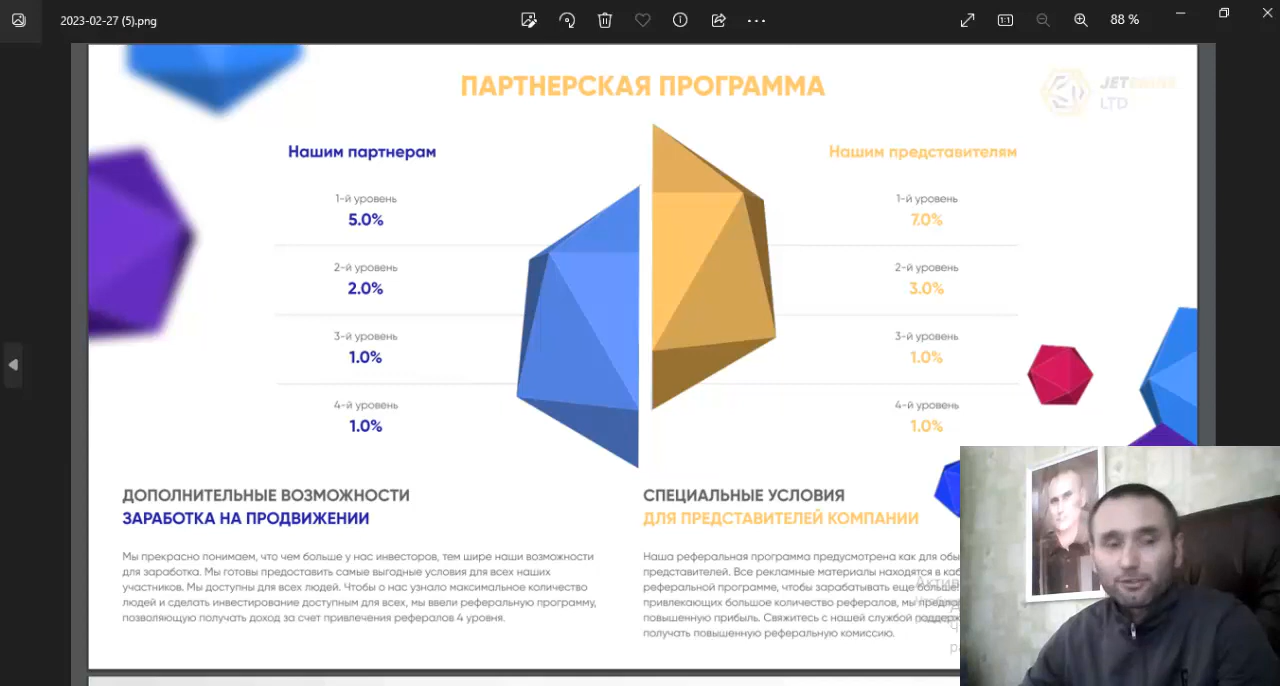 2023-02-27 (5).png
88 %
ПАРТНЕРСКАЯ ПРОГРАММА
JET
LTD
Нашим партнерам
1-й уровень
5.0%
2-й уровень
2.0%
3-й уровень
1.0%
4-й уровень
1.0%
Нашим представителям
1-й уровень
7.0%
2-й уровень
3.0%
3-й уровень
1.0%
4-й уровень
1.0%
ДОПОЛНИТЕЛЬНЫЕ ВОЗМОЖНОСТИ
ЗАРАБОТКА НА ПРОДВИЖЕНИИ
Мы прекрасно понимаем, что чем больше у нас инвесторов, тем шире наши возможности
для заработка. Мы готовы предоставить самые выгодные условия для всех наших
участников. Мы доступны для всех людей. Чтобы о нас узнало максимальное количество
людей и сделать инвестирование доступным для всех, мы ввели реферальную программу,
позволяющую получать доход за счет привлечения рефералов 4 уровня.
СПЕЦИАЛЬНЫЕ УСЛОВИЯ
ДЛЯ ПРЕДСТАВИТЕЛЕЙ КОМПАНИИ
Наша реферальная программа предусмотрена как для
представителей. Все рекламные материалы находятся в
реферальной программе, чтобы зарабатывать еще больше.
привлекающих большое количество рефералов, мы
повышенную прибыль. Свяжитесь с нашей службой
получать повышенную реферальную комиссию.